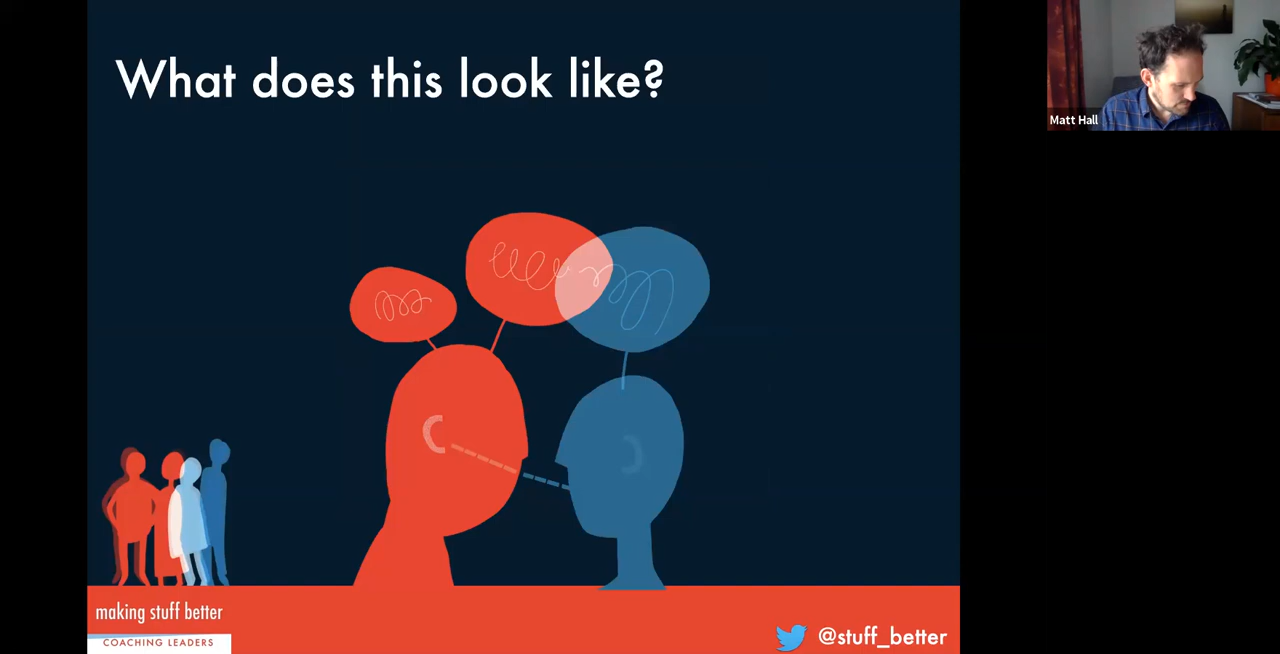 What does this look like?
Matt Hall
making stuff better
COACHING LEADERS
@stuff_better